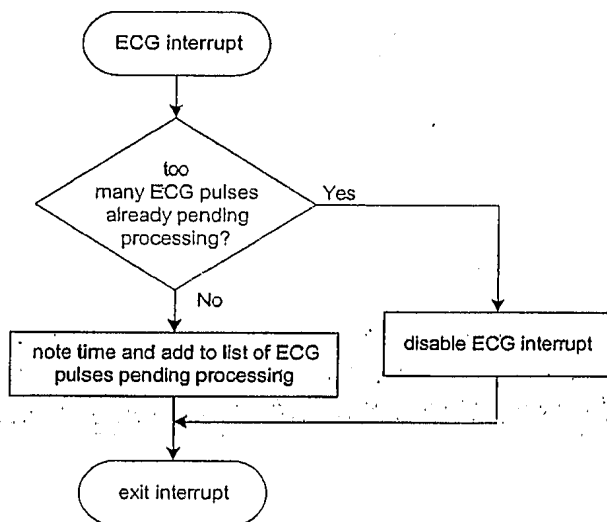 ECG interrupt
too
many ECG pulses
already pending
processing?
Yes
No
note time and add to list of ECG
pulses pending processing
disable ECG interrupt
exit interrupt